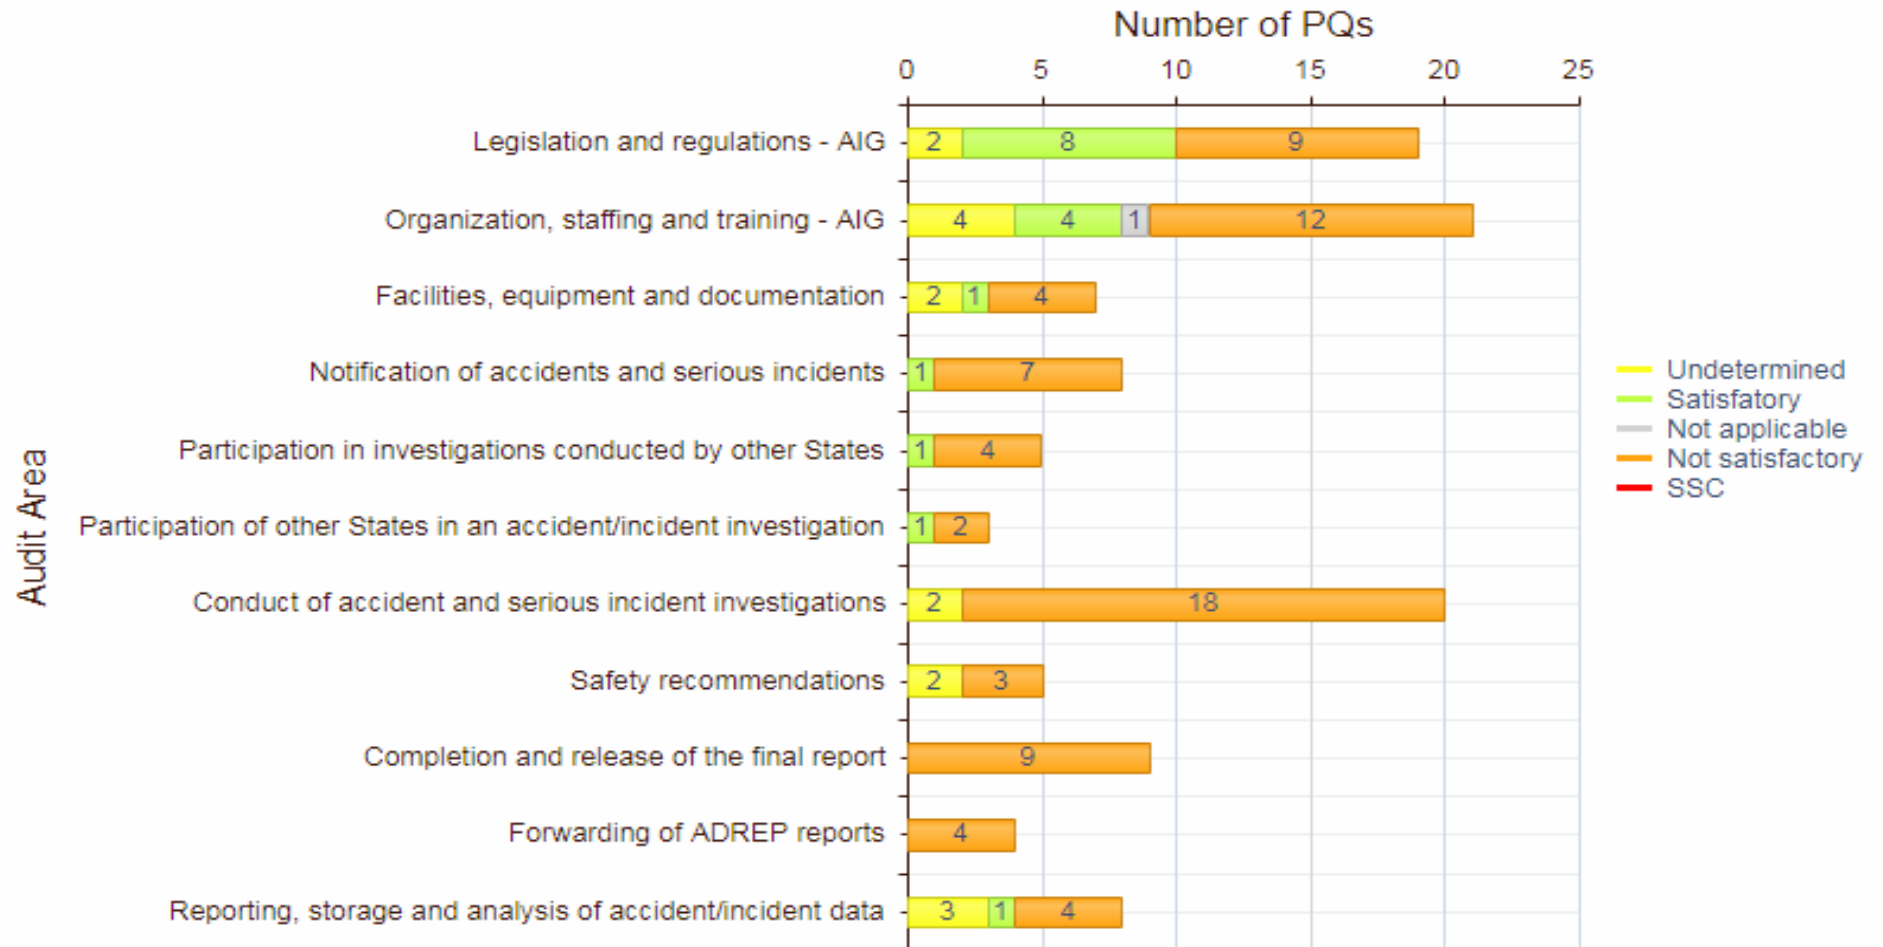 Number of PQs
0 5 10 15 20 25
Audit Area
Legislation and regulations - AIG 2 8 9
Organization, staffing and training - AIG 4 4 1 12
Facilities, equipment and documentation 2 1 4
Notification of accidents and serious incidents 1 7
Participation in investigations conducted by other States 1 4
Participation of other States in an accident/incident investigation 1 2
Conduct of accident and serious incident investigations 2 18
Safety recommendations 2 3
Completion and release of the final report 9
Forwarding of ADREP reports 4
Reporting, storage and analysis of accident/incident data 3 1 4
Undetermined
Satisfatory
Not applicable
Not satisfactory
SSC